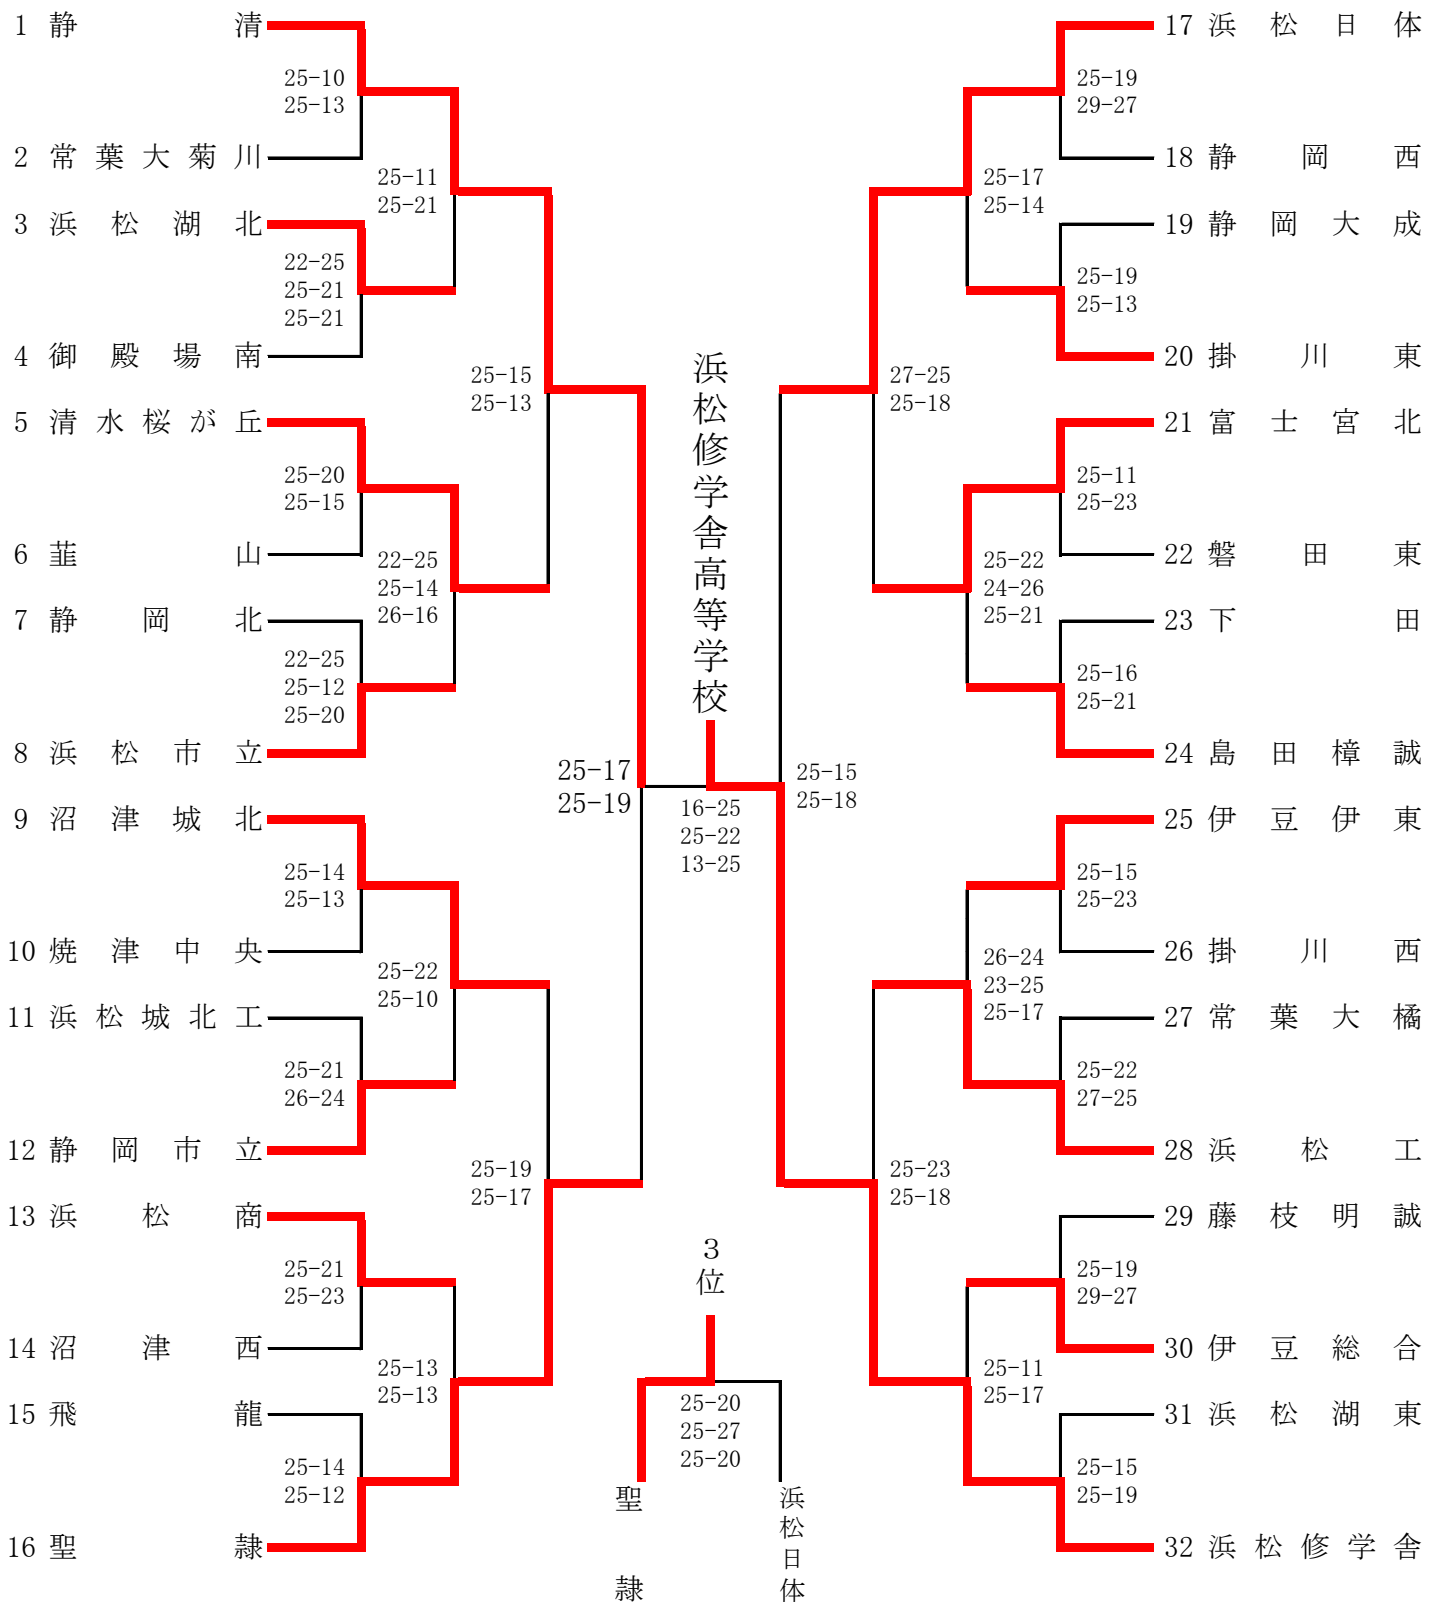 1 静清
25-10
25-13
2 常葉大菊川
25-11
25-21
3 浜松湖北
22-25
25-21
25-21
4 御殿場南
25-15
25-13
5 清水桜が丘
25-20
25-15
6 韮山
22-25
25-14
26-16
7 静岡北
22-25
25-12
25-20
8 浜松市立
25-17
25-19
9 沼津城北
25-14
25-13
10 焼津中央
25-22
25-10
11 浜松城北工
25-21
26-24
12 静岡市立
25-19
25-17
13 浜松商
25-21
25-23
14 沼津西
25-13
25-13
15 飛龍
25-14
25-12
16 聖隷
浜松修学舎高等学校
16-25
25-22
13-25
3位
25-20
25-27
25-20
聖隷
浜松日体
17 浜松日体
25-19
29-27
18 静岡西
25-17
25-14
19 静岡大成
25-19
25-13
20 掛川東
27-25
25-18
21 富士宮北
25-11
25-23
22 磐田東
25-22
24-26
25-21
23 下田
25-16
25-21
24 島田樟誠
25-15
25-18
25 伊豆伊東
25-15
25-23
26 掛川西
26-24
23-25
25-17
27 常葉大橘
25-22
27-25
28 浜松工
25-23
25-18
29 藤枝明誠
25-19
29-27
30 伊豆総合
25-11
25-17
31 浜松湖東
25-15
25-19
32 浜松修学舎